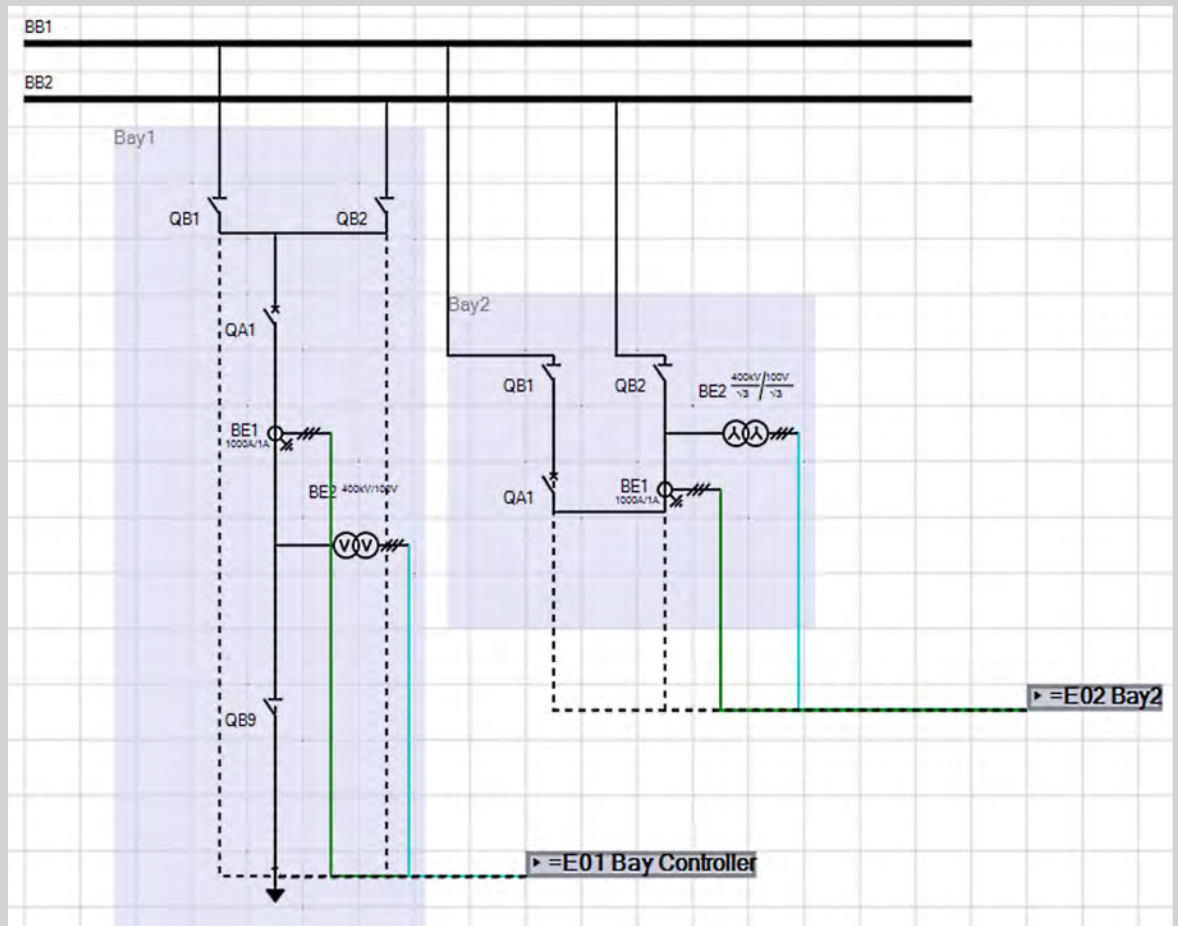 BB1
BB2
Bay1
QB1
QB2
QA1
BE1
1000A/1A
BE2 400kV/100V
QB9
Bay2
QB1
QB2
BE2 400kV/100V
√3 √3
QA1
BE1
1000A/1A
=E02 Bay2
=E01 Bay Controller